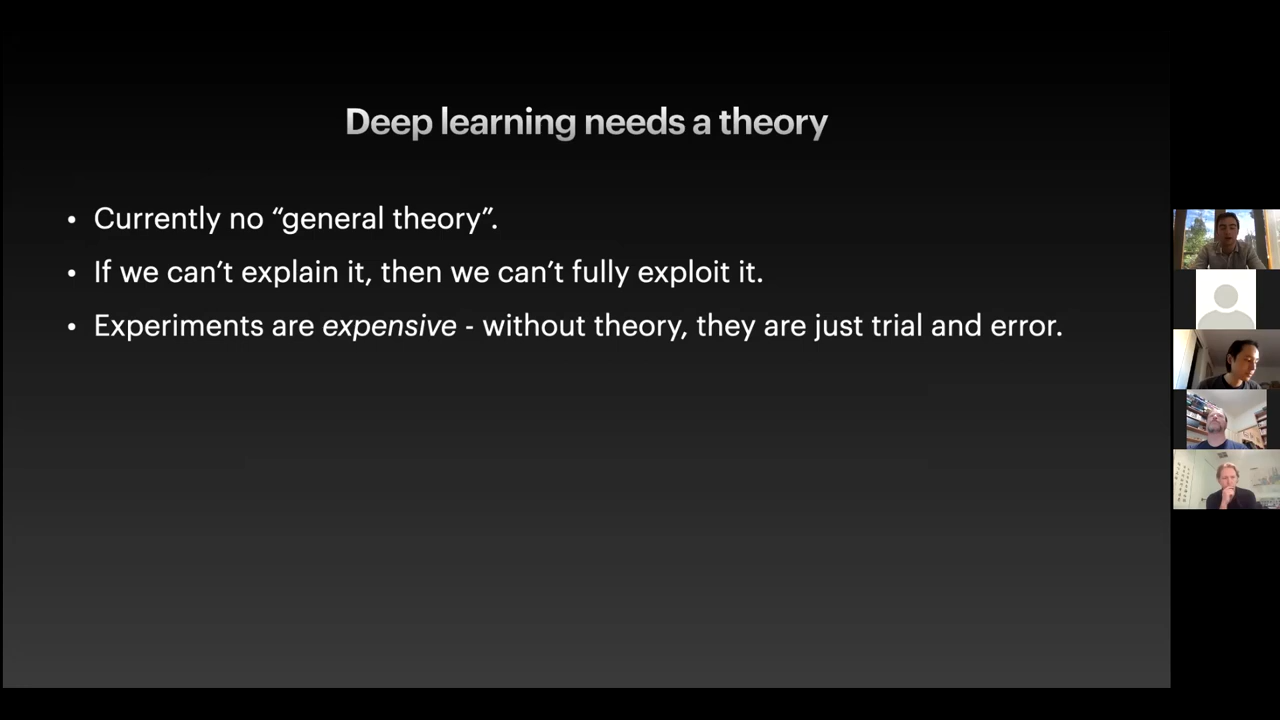 Deep learning needs a theory
• Currently no “general theory”.
• If we can’t explain it, then we can’t fully exploit it.
• Experiments are expensive - without theory, they are just trial and error.